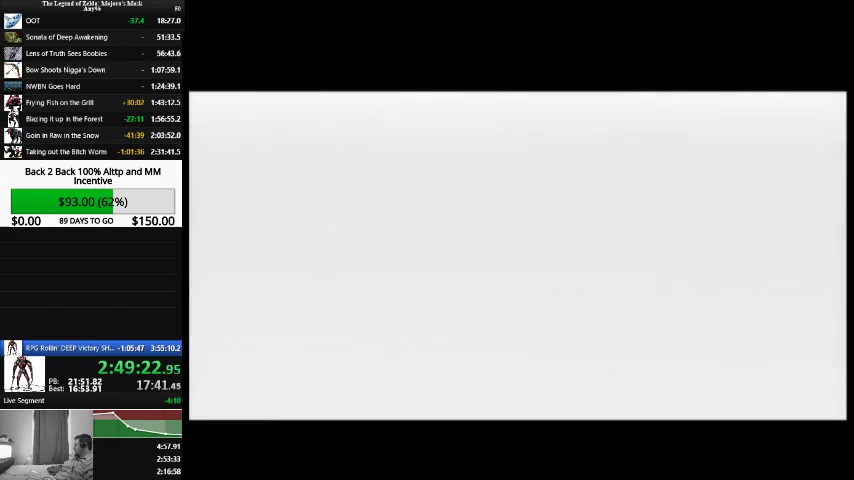 The Legend of Zelda: Majora's Mask
Any% 50
OOT -37.4 18:27.0
Sonata of Deep Awakening - 51:33.5
Lens of Truth Sees Boobies - 56:43.6
Bow Shoots Nigga's Down - 1:07:59.1
NWBN Goes Hard - 1:24:39.1
Frying Fish on the Grill +30:02 1:43:12.5
Blazing it up in the Forest -27:11 1:56:55.2
Goin in Raw in the Snow -41:39 2:03:52.0
Taking out the Bitch Worm -1:01:36 2:31:41.5
Back 2 Back 100% Alttp and MM
Incentive
$93.00 (62%)
$0.00 89 DAYS TO GO $150.00
RPG Rollin' DEEP Victory SH... -1:05:47 3:55:10.2
2:49:22.95
PB: 21:51.82
Best: 16:53.91
17:41.45
Live Segment -4:10
4:57.91
2:53:33
2:16:58